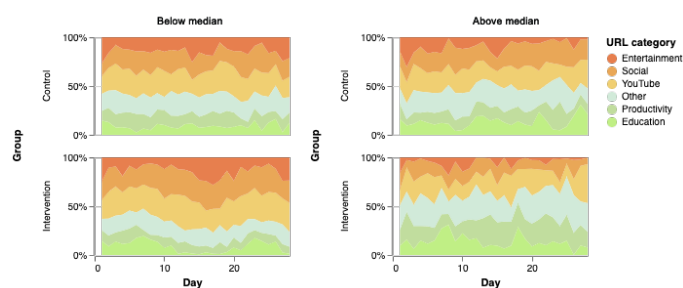 Below median
Above median
100%
50%
0%
Control
100%
50%
0%
Control
URL category
Entertainment
Social
YouTube
Other
Productivity
Education
Group
Group
100%
50%
0%
Intervention
0
10
20
Day
100%
50%
0%
Intervention
0
10
20
Day